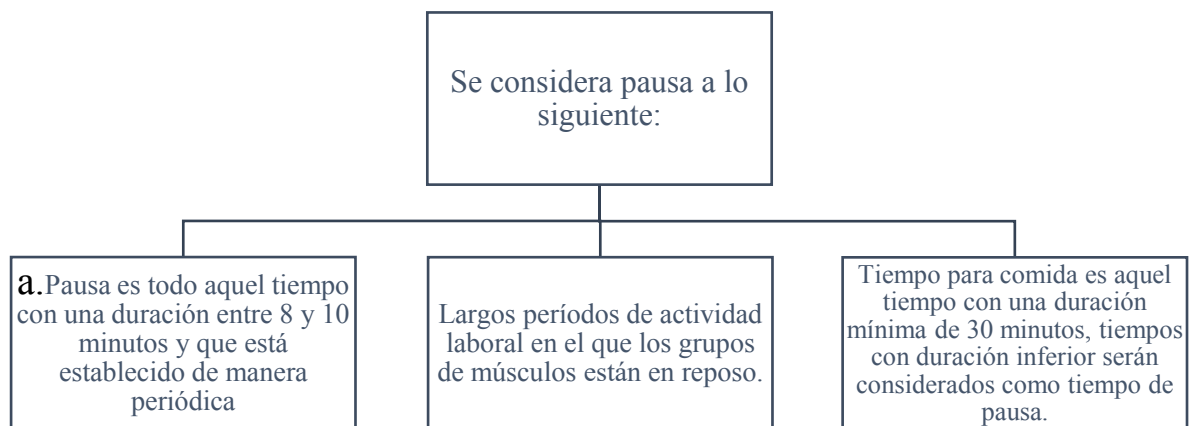 Se considera pausa a lo
siguiente:
a.Pausa es todo aquel tiempo
con una duración entre 8 y 10
minutos y que está
establecido de manera
periódica
Largos períodos de actividad
laboral en el que los grupos
de músculos están en reposo.
Tiempo para comida es aquel
tiempo con una duración
mínima de 30 minutos, tiempos
con duración inferior serán
considerados como tiempo de
pausa.